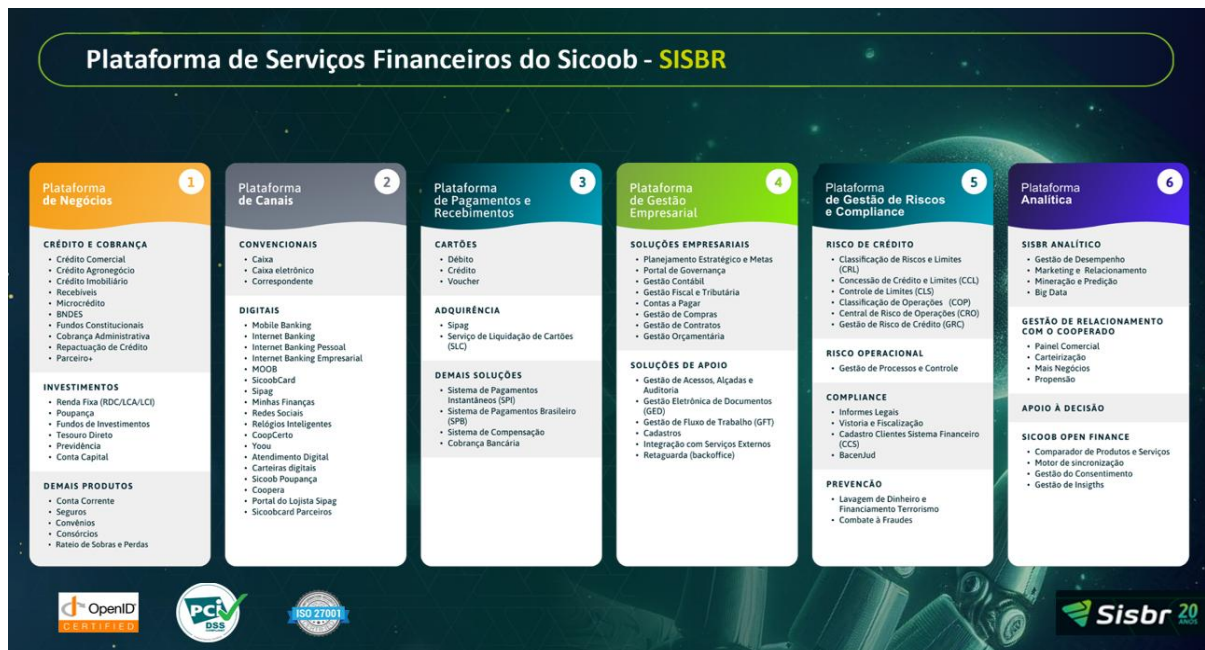 Plataforma de Serviços Financeiros do Sicoob - SISBR
Plataforma
de Negócios
1
CRÉDITO E COBRANÇA
• Crédito Comercial
• Crédito Agronegócio
• Crédito Imobiliário
• Recebíveis
• Microcrédito
• BNDES
• Fundos Constitucionais
• Cobrança Administrativa
• Repactuação de Crédito
• Parceiro+
INVESTIMENTOS
• Renda Fixa (RDC/LCA/LCI)
• Poupança
• Fundos de Investimentos
• Tesouro Direto
• Previdência
• Conta Capital
DEMAIS PRODUTOS
• Conta Corrente
• Seguros
• Convênios
• Consórcios
• Rateio de Sobras e Perdas
Plataforma
de Canais
2
CONVENCIONAIS
• Caixa
• Caixa eletrônico
• Correspondente
DIGITAIS
• Mobile Banking
• Internet Banking
• Internet Banking Pessoal
• Internet Banking Empresarial
• MOOB
• SicoobCard
• Sipag
• Minhas Finanças
• Redes Sociais
• Relógios Inteligentes
• CoopCerto
• Yoou
• Atendimento Digital
• Carteiras digitais
• Sicoob Poupança
• Coopera
• Portal do Lojista Sipag
• Sicoobcard Parceiros
Plataforma
de Pagamentos e
Recebimentos
3
CARTÕES
• Débito
• Crédito
• Voucher
ADQUIRÊNCIA
• Sipag
• Serviço de Liquidação de Cartões
(SLC)
DEMAIS SOLUÇÕES
• Sistema de Pagamentos
Instantâneos (SPI)
• Sistema de Pagamentos Brasileiro
(SPB)
• Sistema de Compensação
• Cobrança Bancária
Plataforma
de Gestão
Empresarial
4
SOLUÇÕES EMPRESARIAIS
• Planejamento Estratégico e Metas
• Portal de Governança
• Gestão Contábil
• Gestão Fiscal e Tributária
• Contas a Pagar
• Gestão de Compras
• Gestão de Contratos
• Gestão Orçamentária
SOLUÇÕES DE APOIO
• Gestão de Acessos, Alçadas e
Auditoria
• Gestão Eletrônica de Documentos
(GED)
• Gestão de Fluxo de Trabalho (GFT)
• Cadastros
• Integração com Serviços Externos
• Retaguarda (backoffice)
Plataforma
de Gestão de Riscos
e Compliance
5
RISCO DE CRÉDITO
• Classificação de Riscos e Limites
(CRL)
• Concessão de Crédito e Limites (CCL)
• Controle de Limites (CLS)
• Classificação de Operações (COP)
• Central de Risco de Operações (CRO)
• Gestão de Risco de Crédito (GRC)
RISCO OPERACIONAL
• Gestão de Processos e Controle
COMPLIANCE
• Informes Legais
• Vistoria e Fiscalização
• Cadastro Clientes Sistema Financeiro
(CCS)
• BacenJud
PREVENCÃO
• Lavagem de Dinheiro e
Financiamento Terrorismo
• Combate à Fraudes
Plataforma
Analítica
6
SISBR ANALÍTICO
• Gestão de Desempenho
• Marketing e Relacionamento
• Mineração e Predição
• Big Data
GESTÃO DE RELACIONAMENTO
COM O COOPERADO
• Painel Comercial
• Carteirização
• Mais Negócios
• Propensão
APOIO À DECISÃO
SICOOB OPEN FINANCE
• Comparador de Produtos e Serviços
• Motor de sincronização
• Gestão do Consentimento
• Gestão de Insigths
OpenID
CERTIFIED
PCI
DSS
ISO 27001
Sisbr 20
ANOS